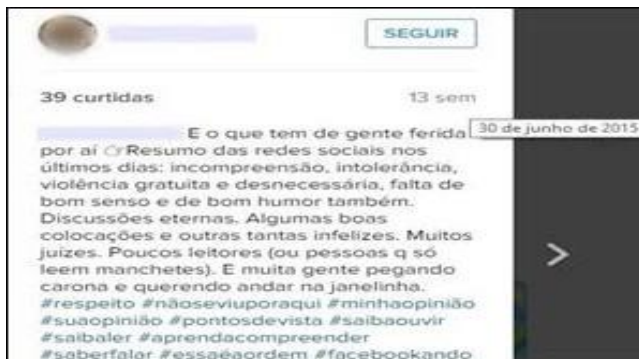 SEGUIR
39 curtidas
13 sem
30 de junho de 2015
E o que tem de gente ferida
por aí 👉Resumo das redes sociais nos
últimos dias: incompreensão, intolerância,
violência gratuita e desnecessária, falta de
bom senso e de bom humor também.
Discussões eternas. Algumas boas
colocações e outras tantas infelizes. Muitos
juízes. Poucos leitores (ou pessoas q só
leem manchetes). E muita gente pegando
carona e querendo andar na janelinha.
#respeito #nãoseviuporaqui #minhaopinião
#suaopinião #pontosdevista #saibaouvir
#saibaler #aprendacompreender
#saberfalar #essaéaordem #facebookando